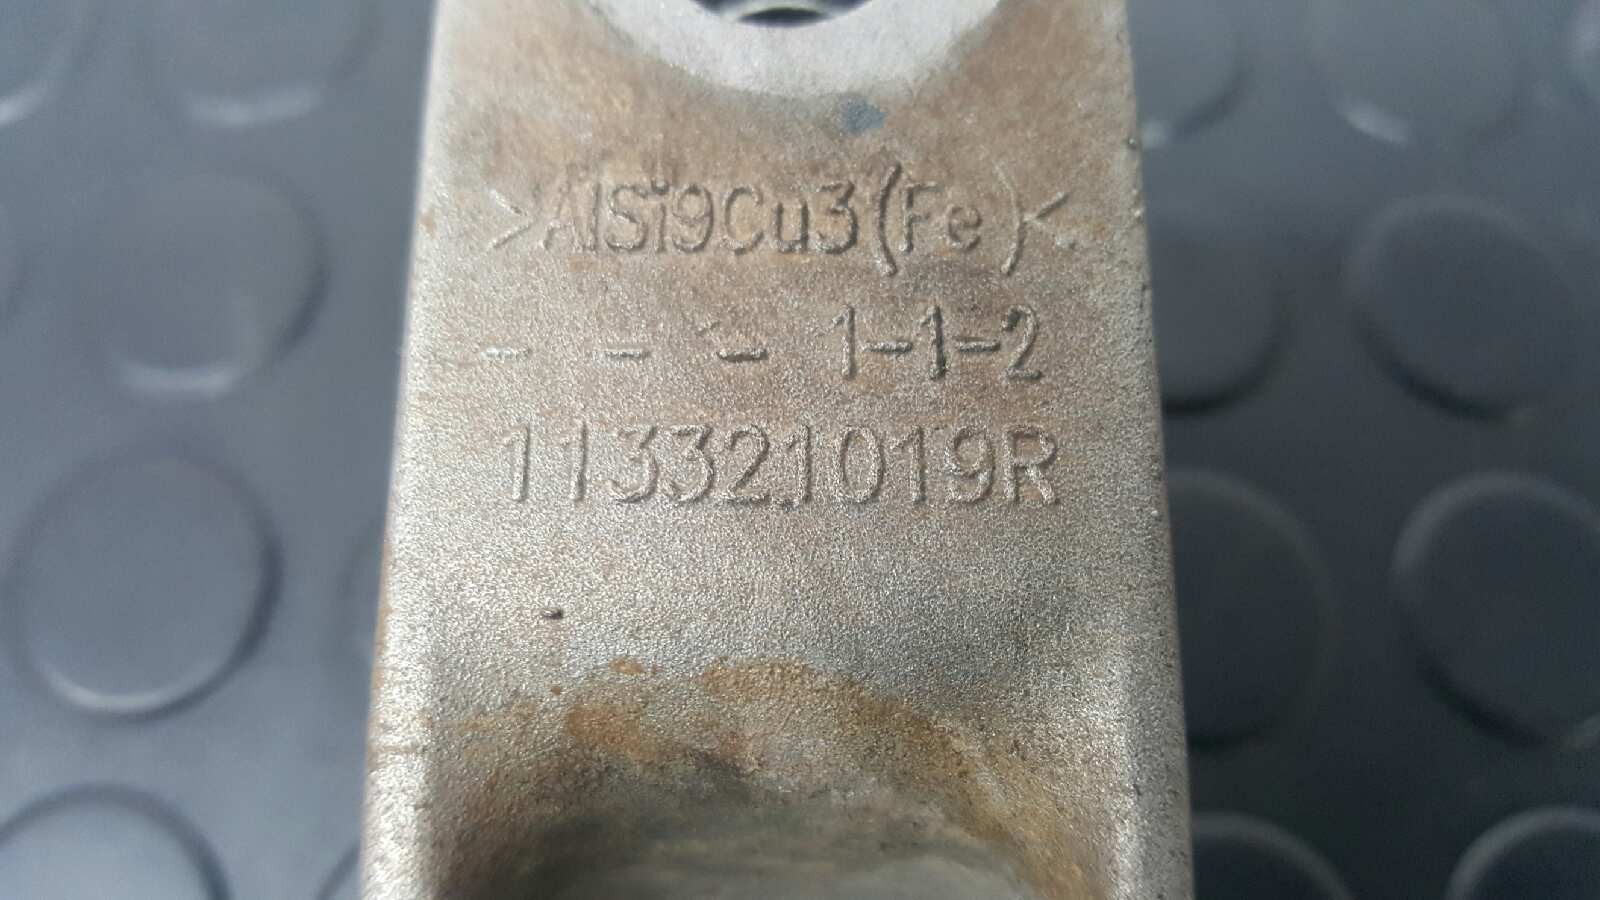 >AlSi9Cu3(Fe)<
- - - 1-1-2
113321019R